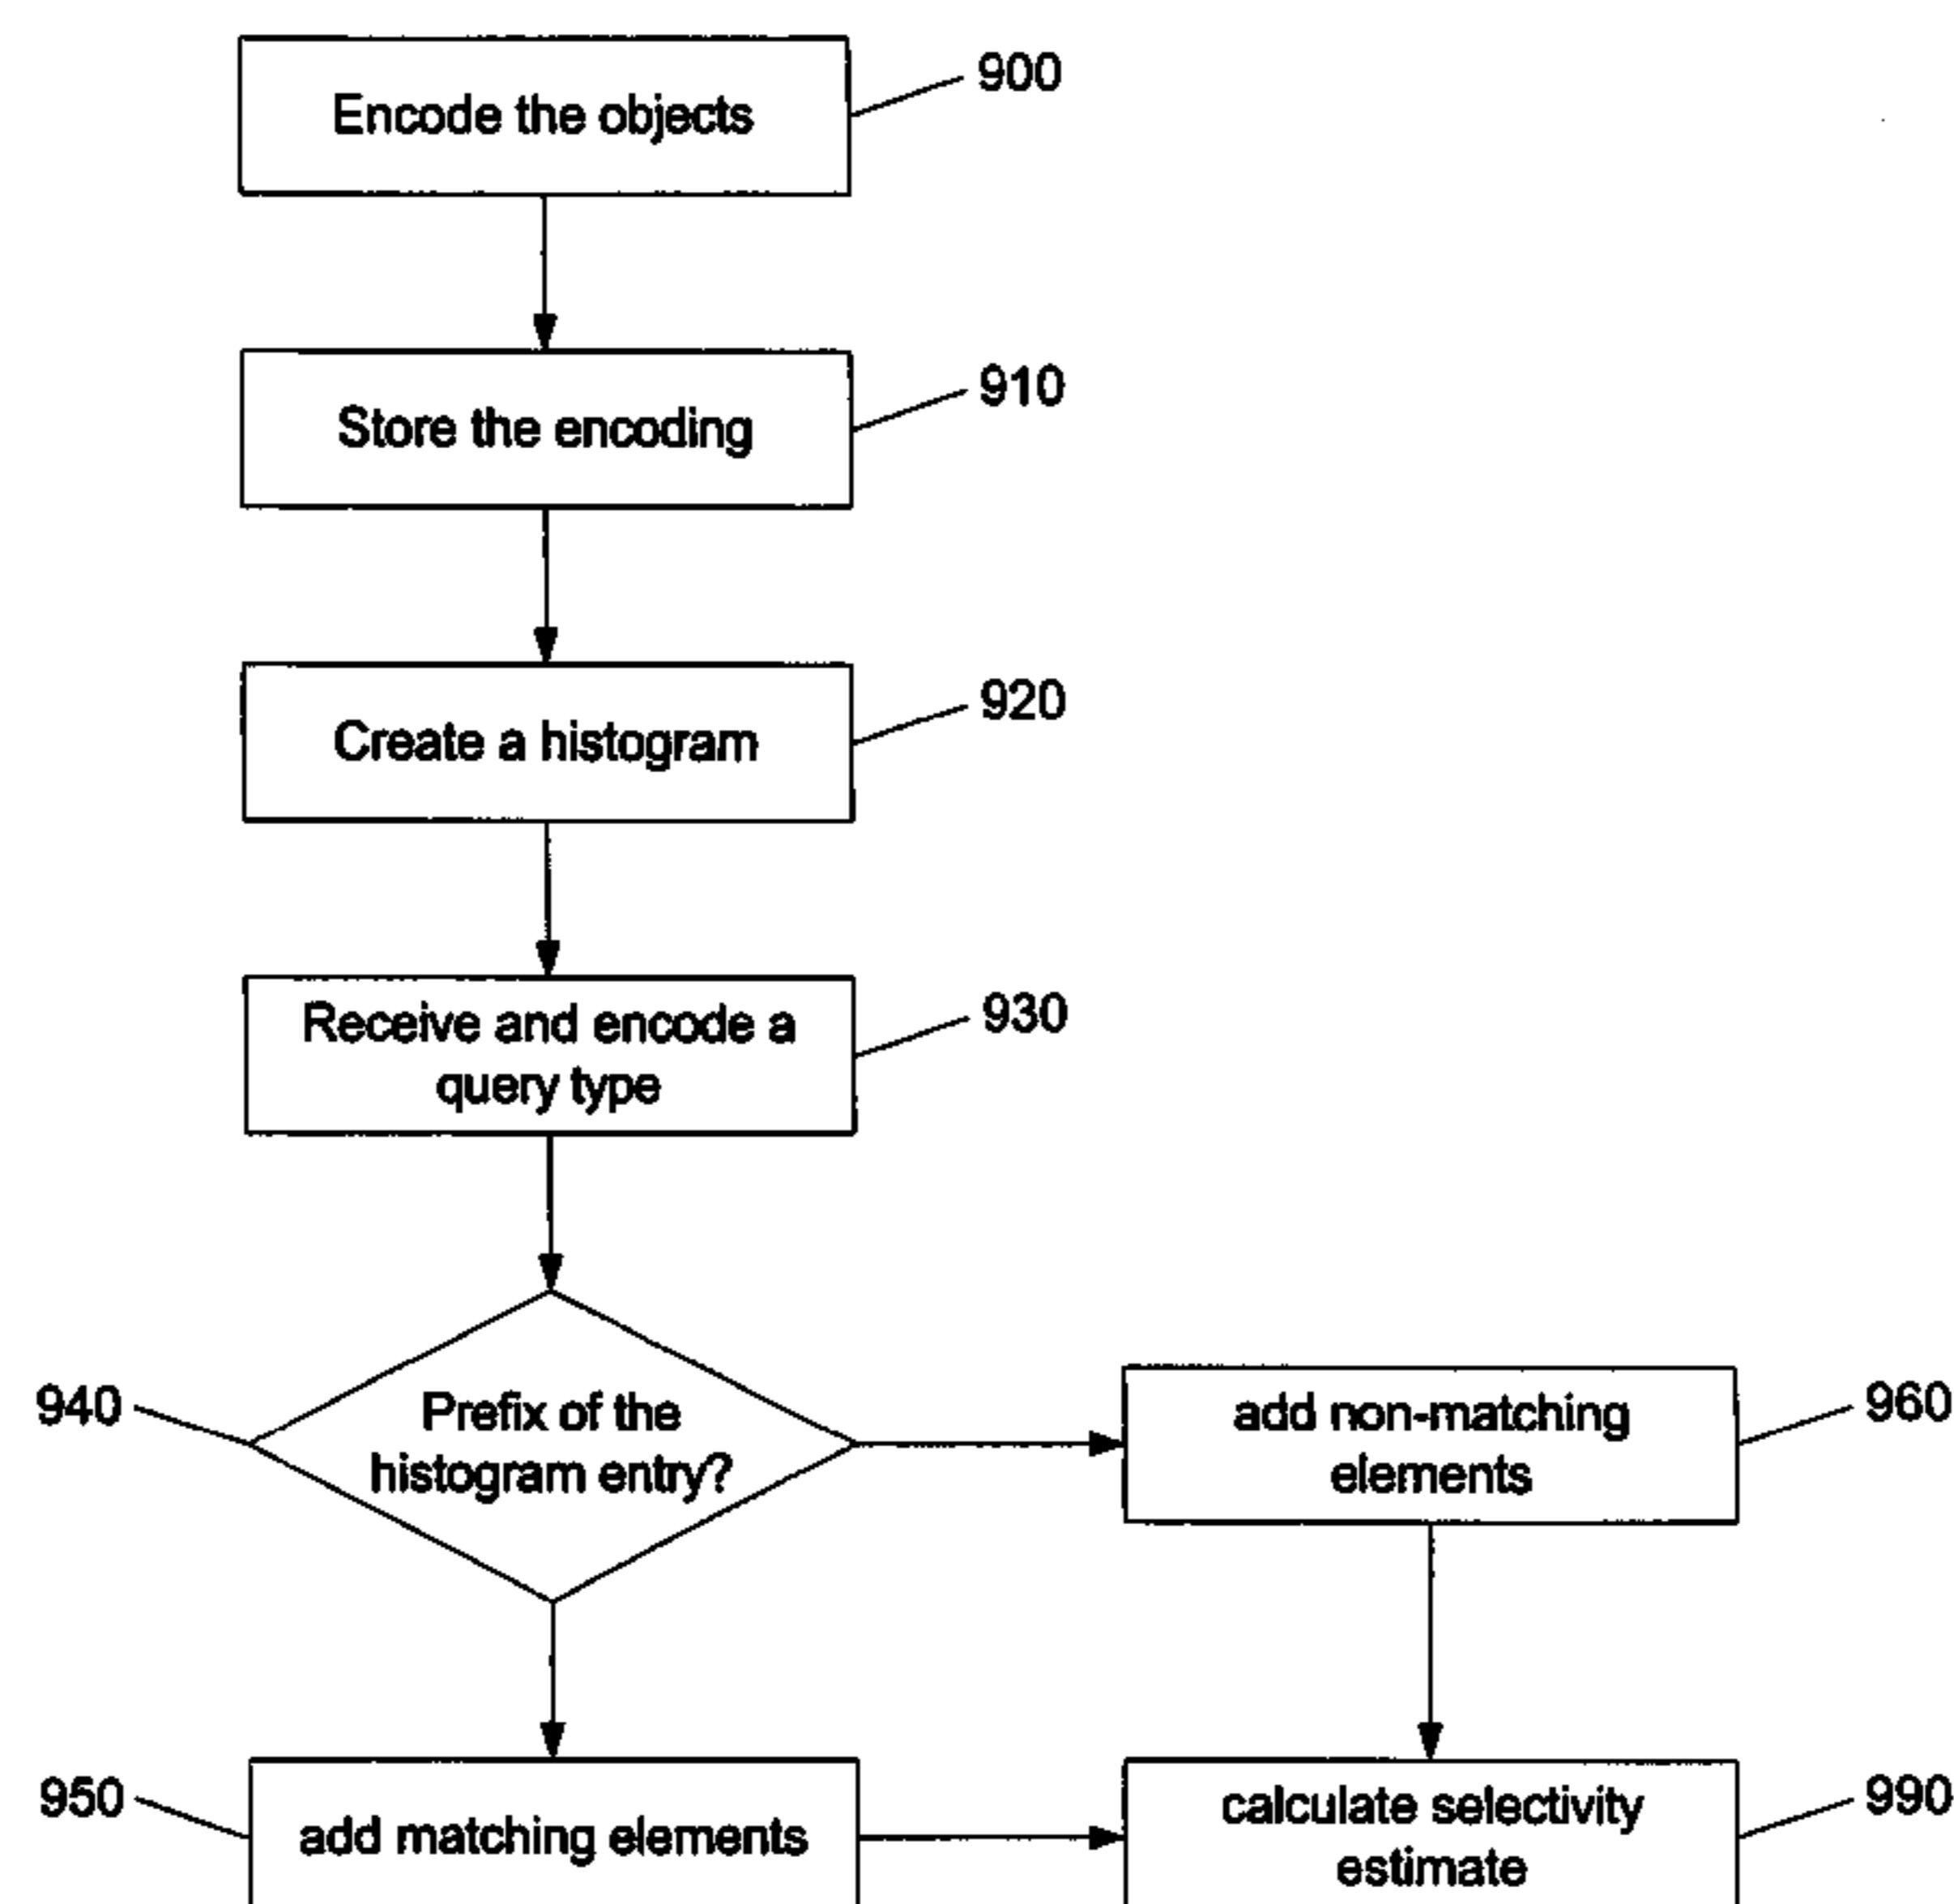 Encode the objects
900
Store the encoding
910
Create a histogram
920
Receive and encode a
query type
930
940
Prefix of the
histogram entry?
add non-matching
elements
960
950
add matching elements
calculate selectivity
estimate
990